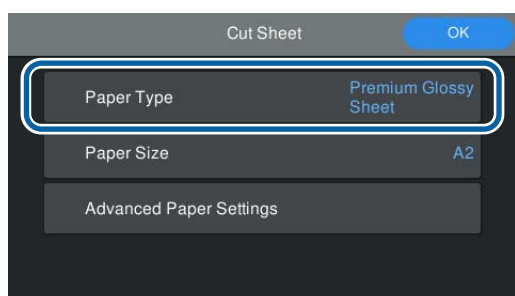 Cut Sheet
OK
Paper Type
Premium Glossy
Sheet
Paper Size
A2
Advanced Paper Settings